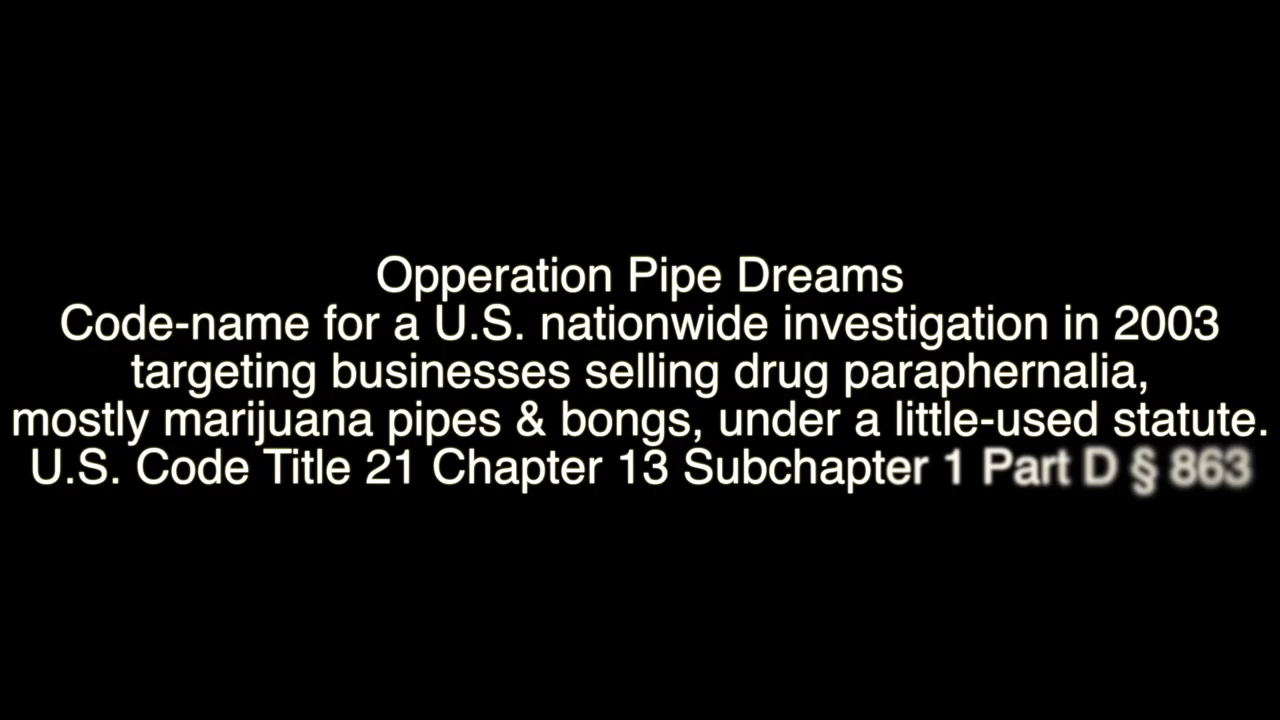 Opperation Pipe Dreams
Code-name for a U.S. nationwide investigation in 2003
targeting businesses selling drug paraphernalia,
mostly marijuana pipes & bongs, under a little-used statute.
U.S. Code Title 21 Chapter 13 Subchapter 1 Part D § 863